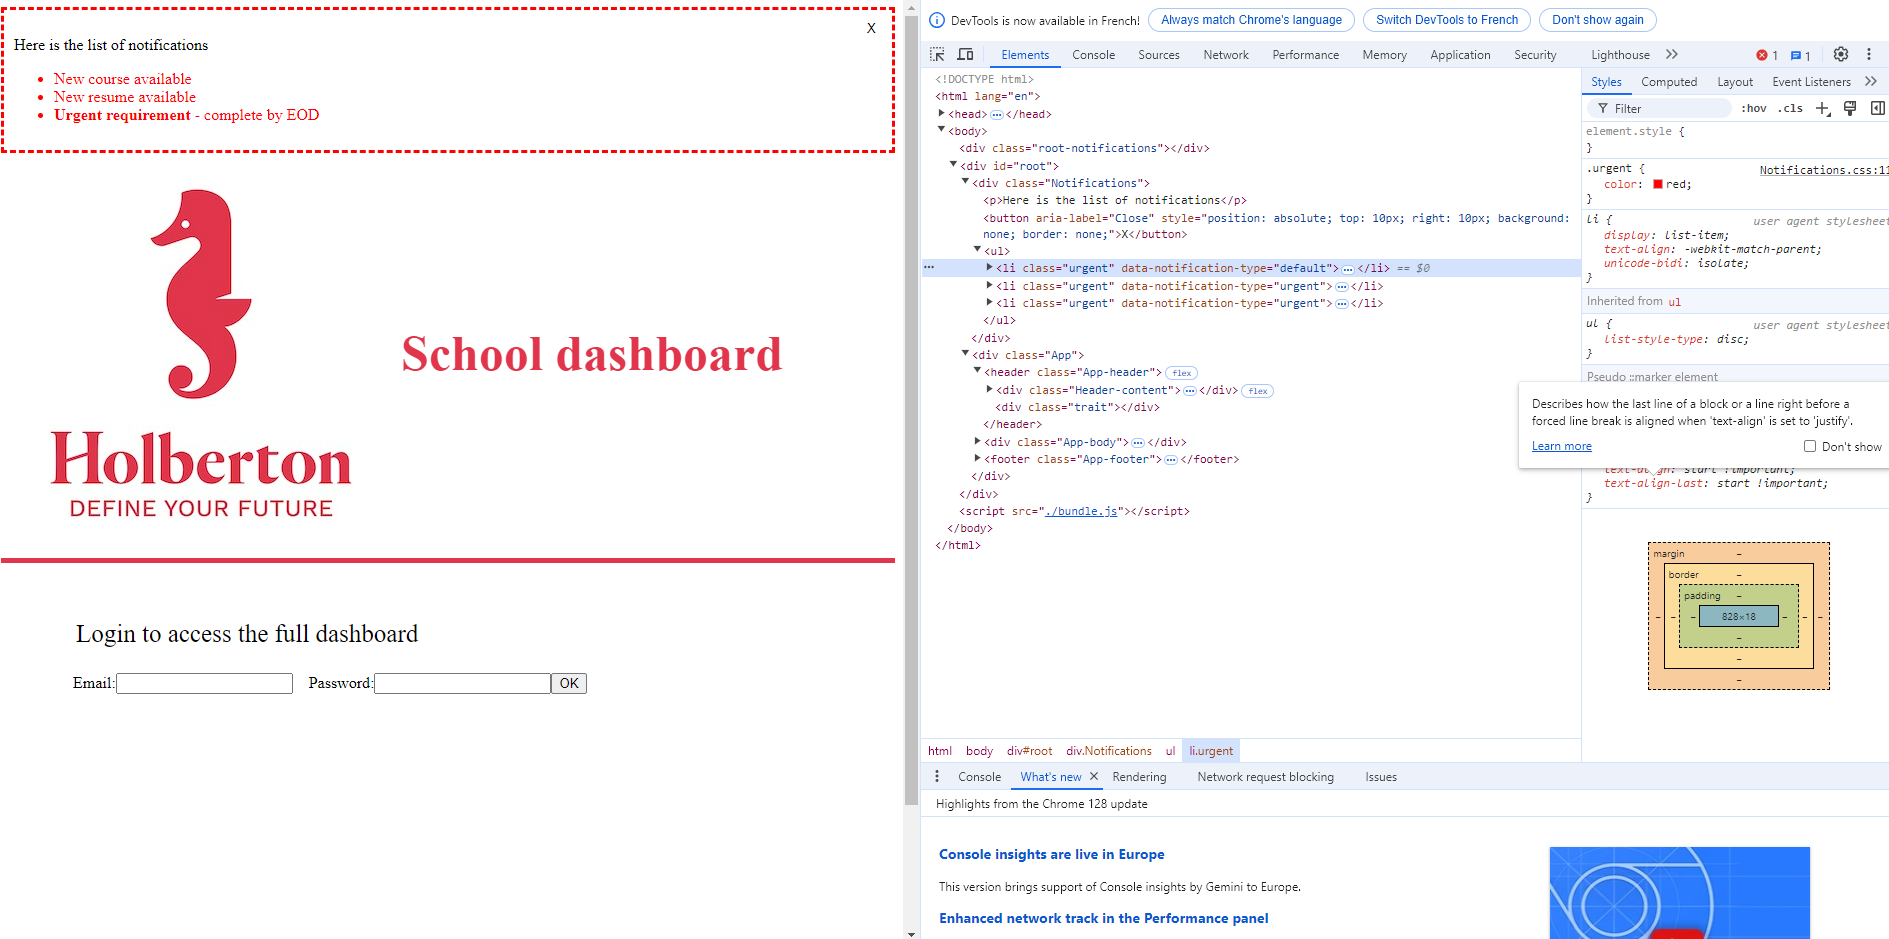 X
Here is the list of notifications
New course available
New resume available
Urgent requirement - complete by EOD
School dashboard
Holberton
DEFINE YOUR FUTURE
Login to access the full dashboard
Email: Password: OK
DevTools is now available in French! Always match Chrome's language Switch DevTools to French Don't show again
Elements Console Sources Network Performance Memory Application Security Lighthouse 1 1
<!DOCTYPE html>
<html lang="en">
<head> … </head>
<body>
<div class="root-notifications"></div>
<div id="root">
<div class="Notifications">
<p>Here is the list of notifications</p>
<button aria-label="Close" style="position: absolute; top: 10px; right: 10px; background:
none; border: none;">X</button>
<ul>
… <li class="urgent" data-notification-type="default"> … </li> == $0
<li class="urgent" data-notification-type="urgent"> … </li>
<li class="urgent" data-notification-type="urgent"> … </li>
</ul>
</div>
<div class="App">
<header class="App-header"> flex
<div class="Header-content"> … </div> flex
<div class="trait"></div>
</header>
<div class="App-body"> … </div>
<footer class="App-footer"> … </footer>
</div>
</div>
<script src="./bundle.js"></script>
</body>
</html>
html body div#root div.Notifications ul li.urgent
Styles Computed Layout Event Listeners
Filter :hov .cls
element.style {
}
.urgent { Notifications.css:11
color: red;
}
li { user agent stylesheet
display: list-item;
text-align: -webkit-match-parent;
unicode-bidi: isolate;
}
Inherited from ul
ul { user agent stylesheet
list-style-type: disc;
}
Pseudo ::marker element
Describes how the last line of a block or a line right before a
forced line break is aligned when 'text-align' is set to 'justify'.
Learn more Don't show
text-align: start !important;
text-align-last: start !important;
}
margin –
border –
padding –
– – – 828×18 – – –
–
–
–
Console What's new Rendering Network request blocking Issues
Highlights from the Chrome 128 update
Console insights are live in Europe
This version brings support of Console insights by Gemini to Europe.
Enhanced network track in the Performance panel